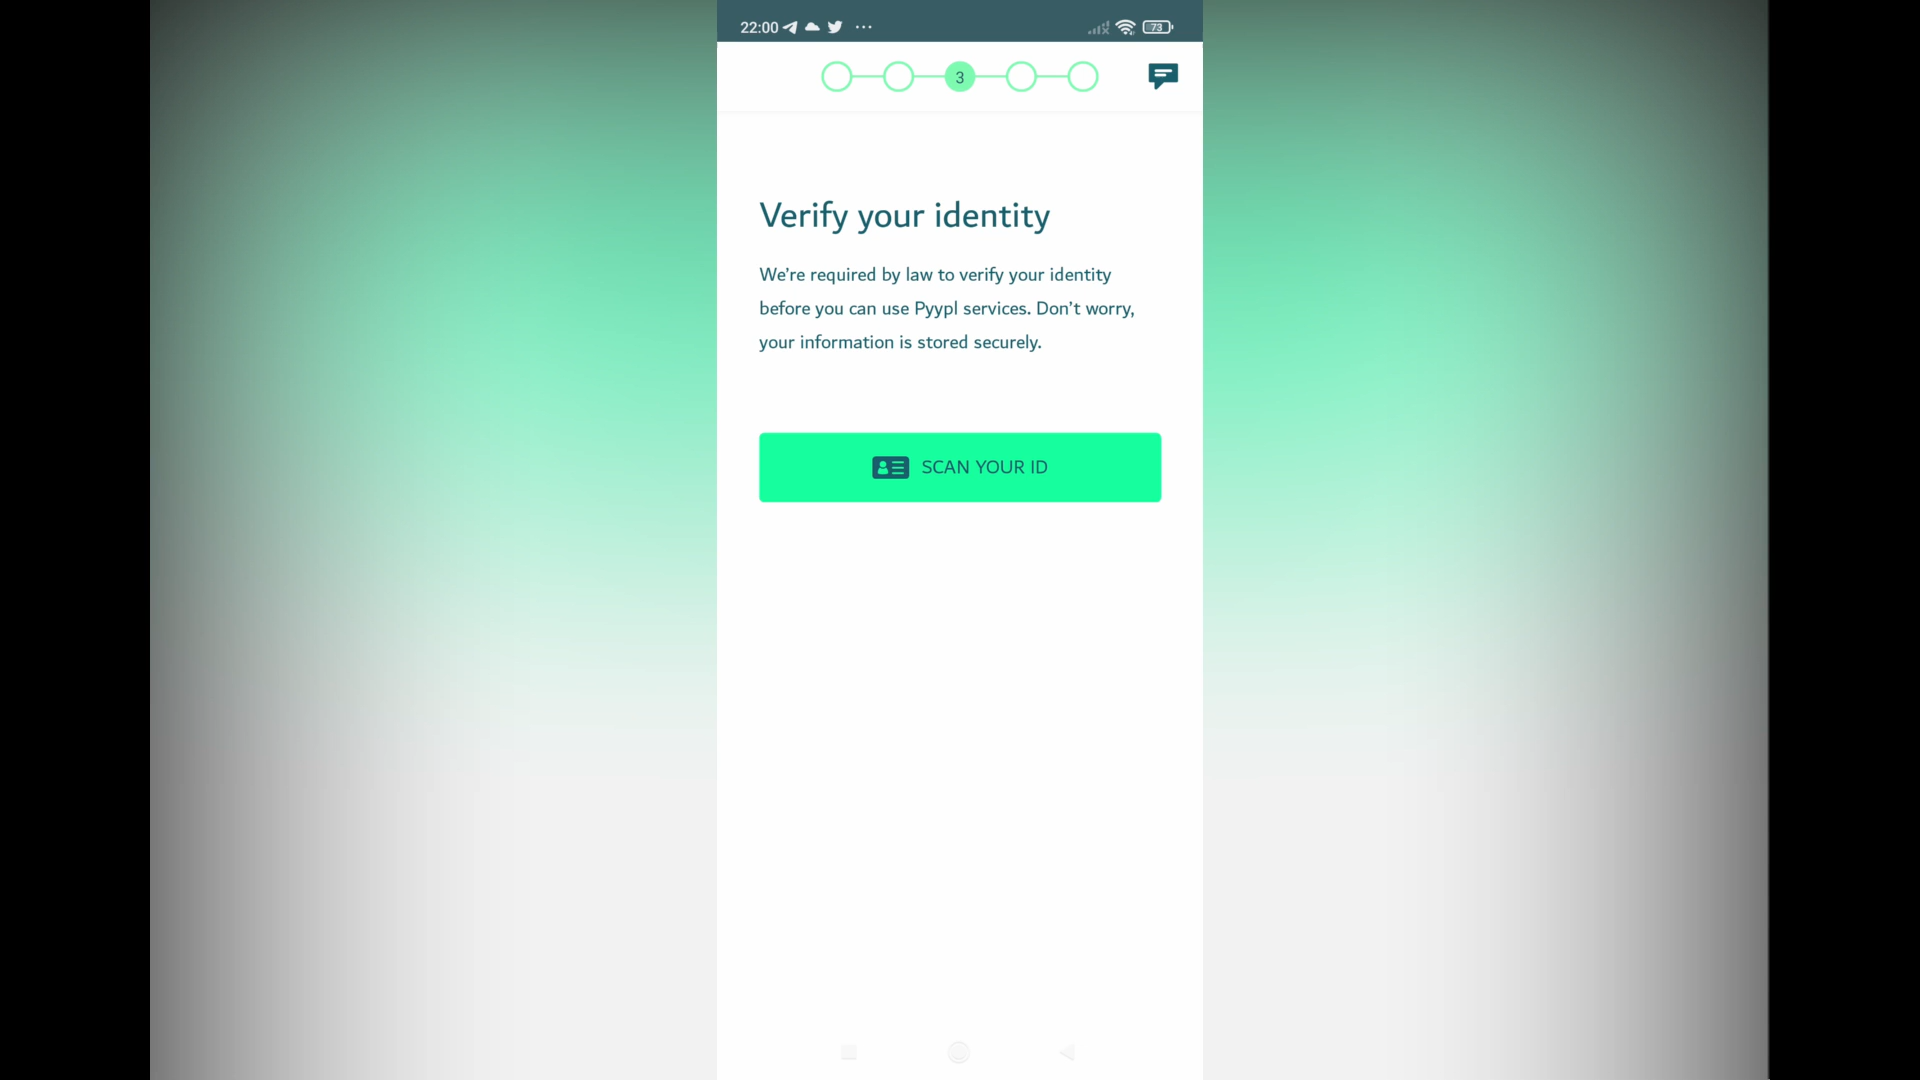 22:00 ... 73
3
Verify your identity
We're required by law to verify your identity
before you can use Pyypl services. Don't worry,
your information is stored securely.
SCAN YOUR ID